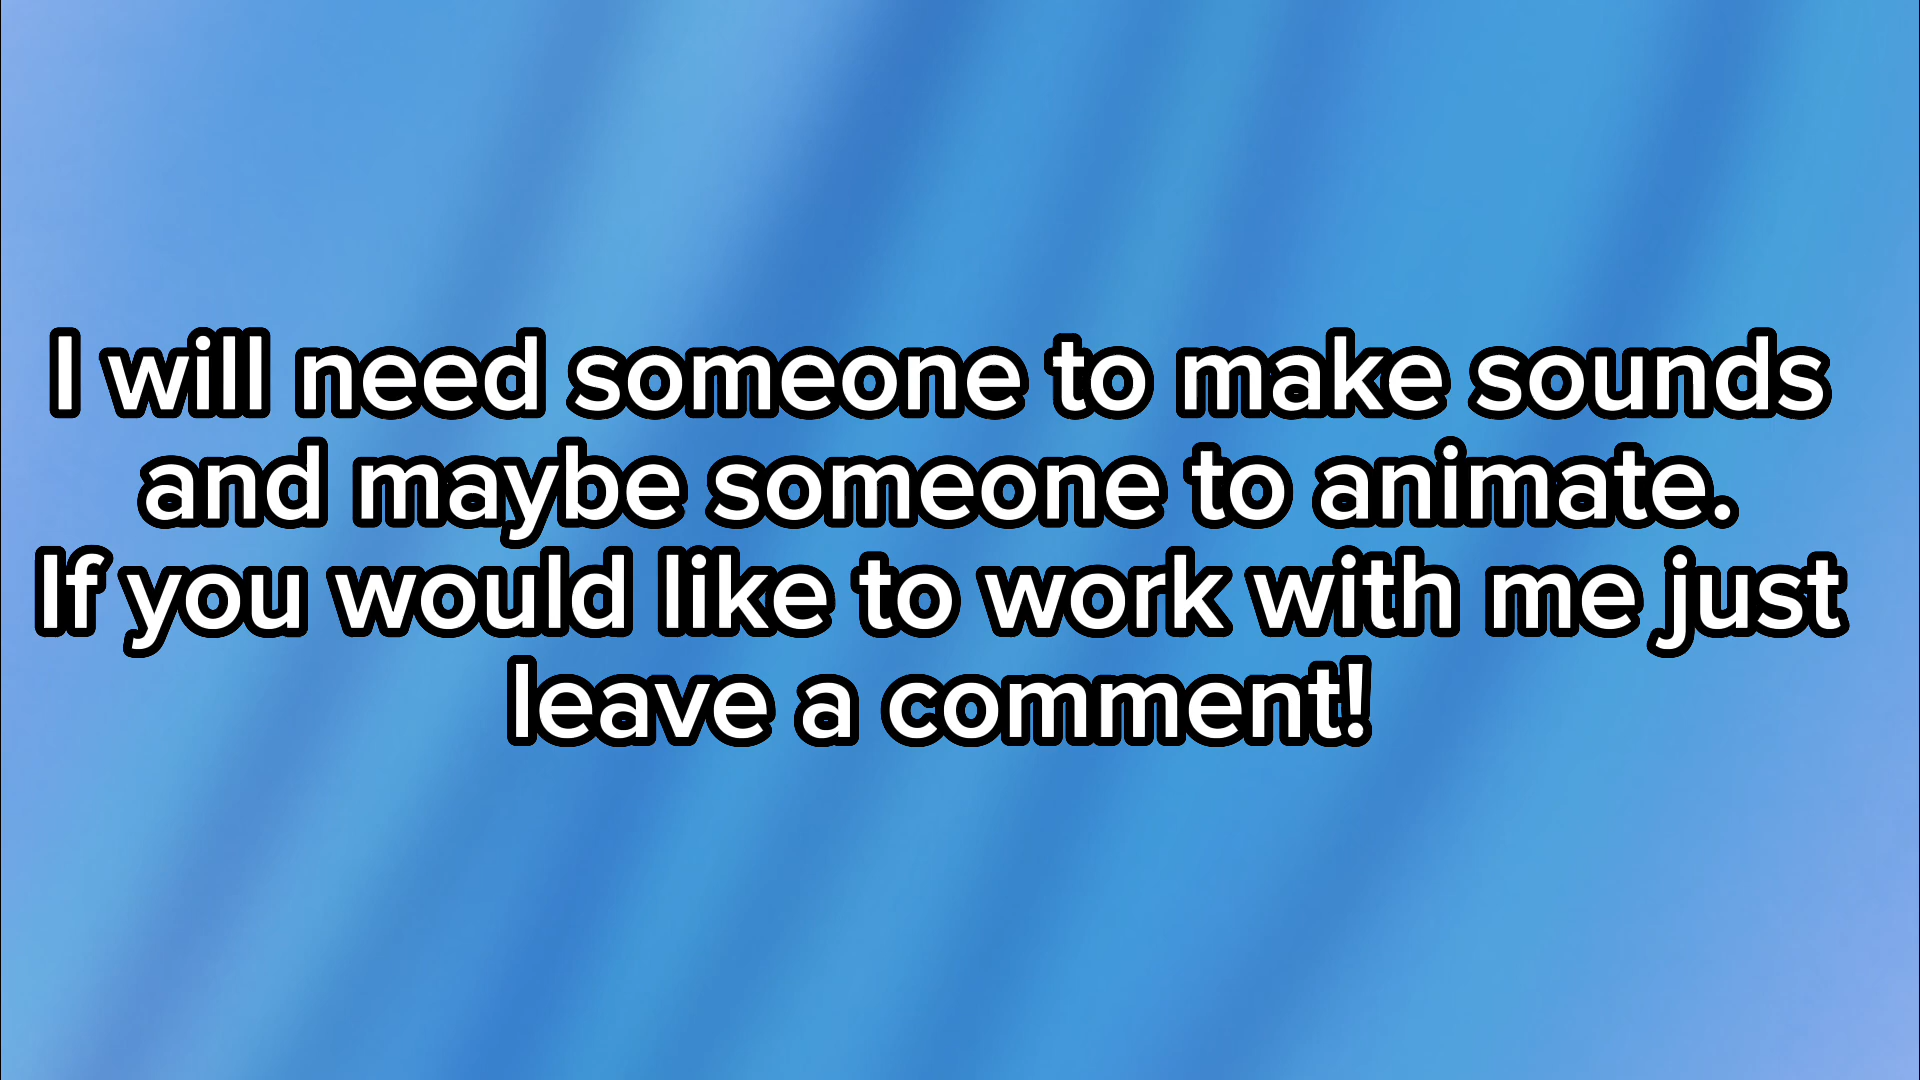 I will need someone to make sounds
and maybe someone to animate.
If you would like to work with me just
leave a comment!